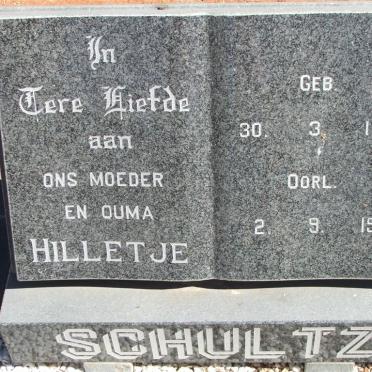 In
Tere Liefde
aan
ONS MOEDER
EN OUMA
HILLETJE
GEB.
30. 3. 1
OORL.
2. 9. 19
SCHULTZ